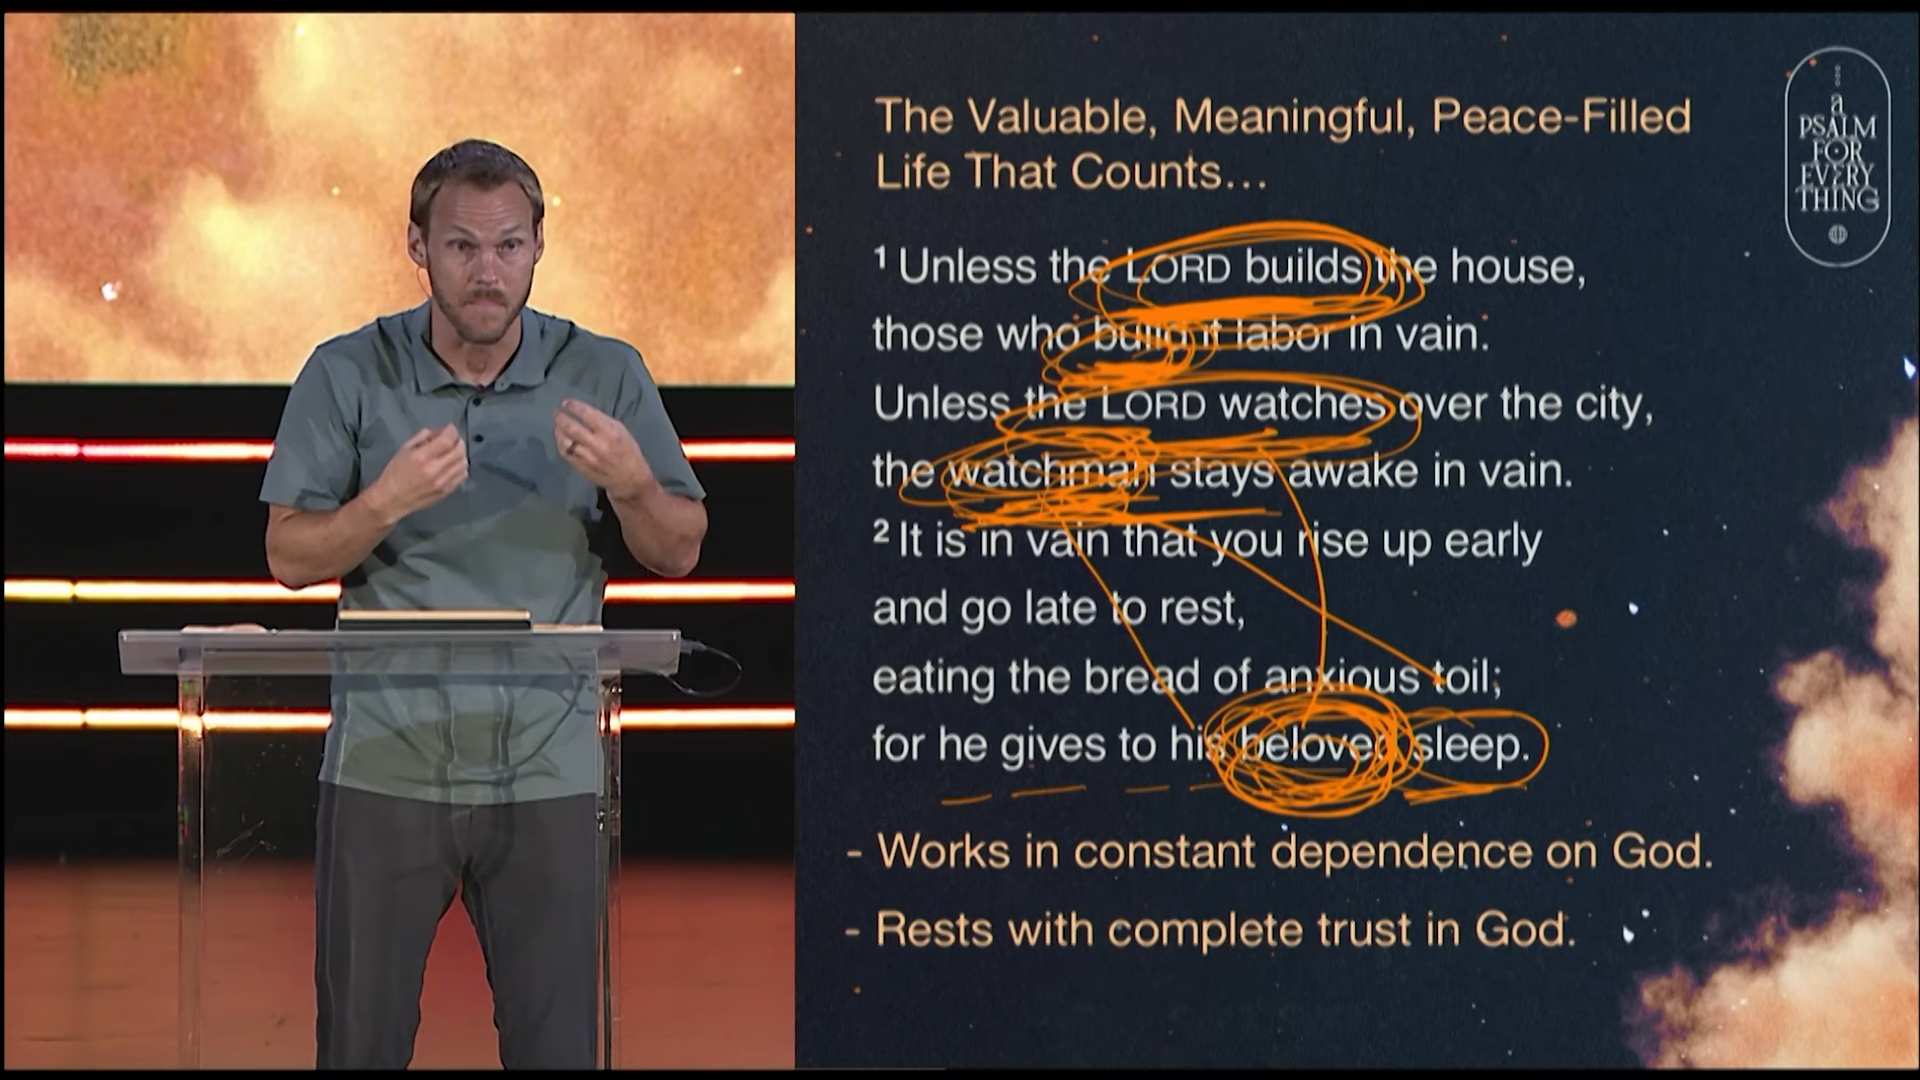 The Valuable, Meaningful, Peace-Filled
Life That Counts...
¹ Unless the LORD builds the house,
those who build it labor in vain.
Unless the LORD watches over the city,
the watchman stays awake in vain.
² It is in vain that you rise up early
and go late to rest,
eating the bread of anxious toil;
for he gives to his beloved sleep.
- Works in constant dependence on God.
- Rests with complete trust in God.
a
PSALM
FOR
EVERY
THING